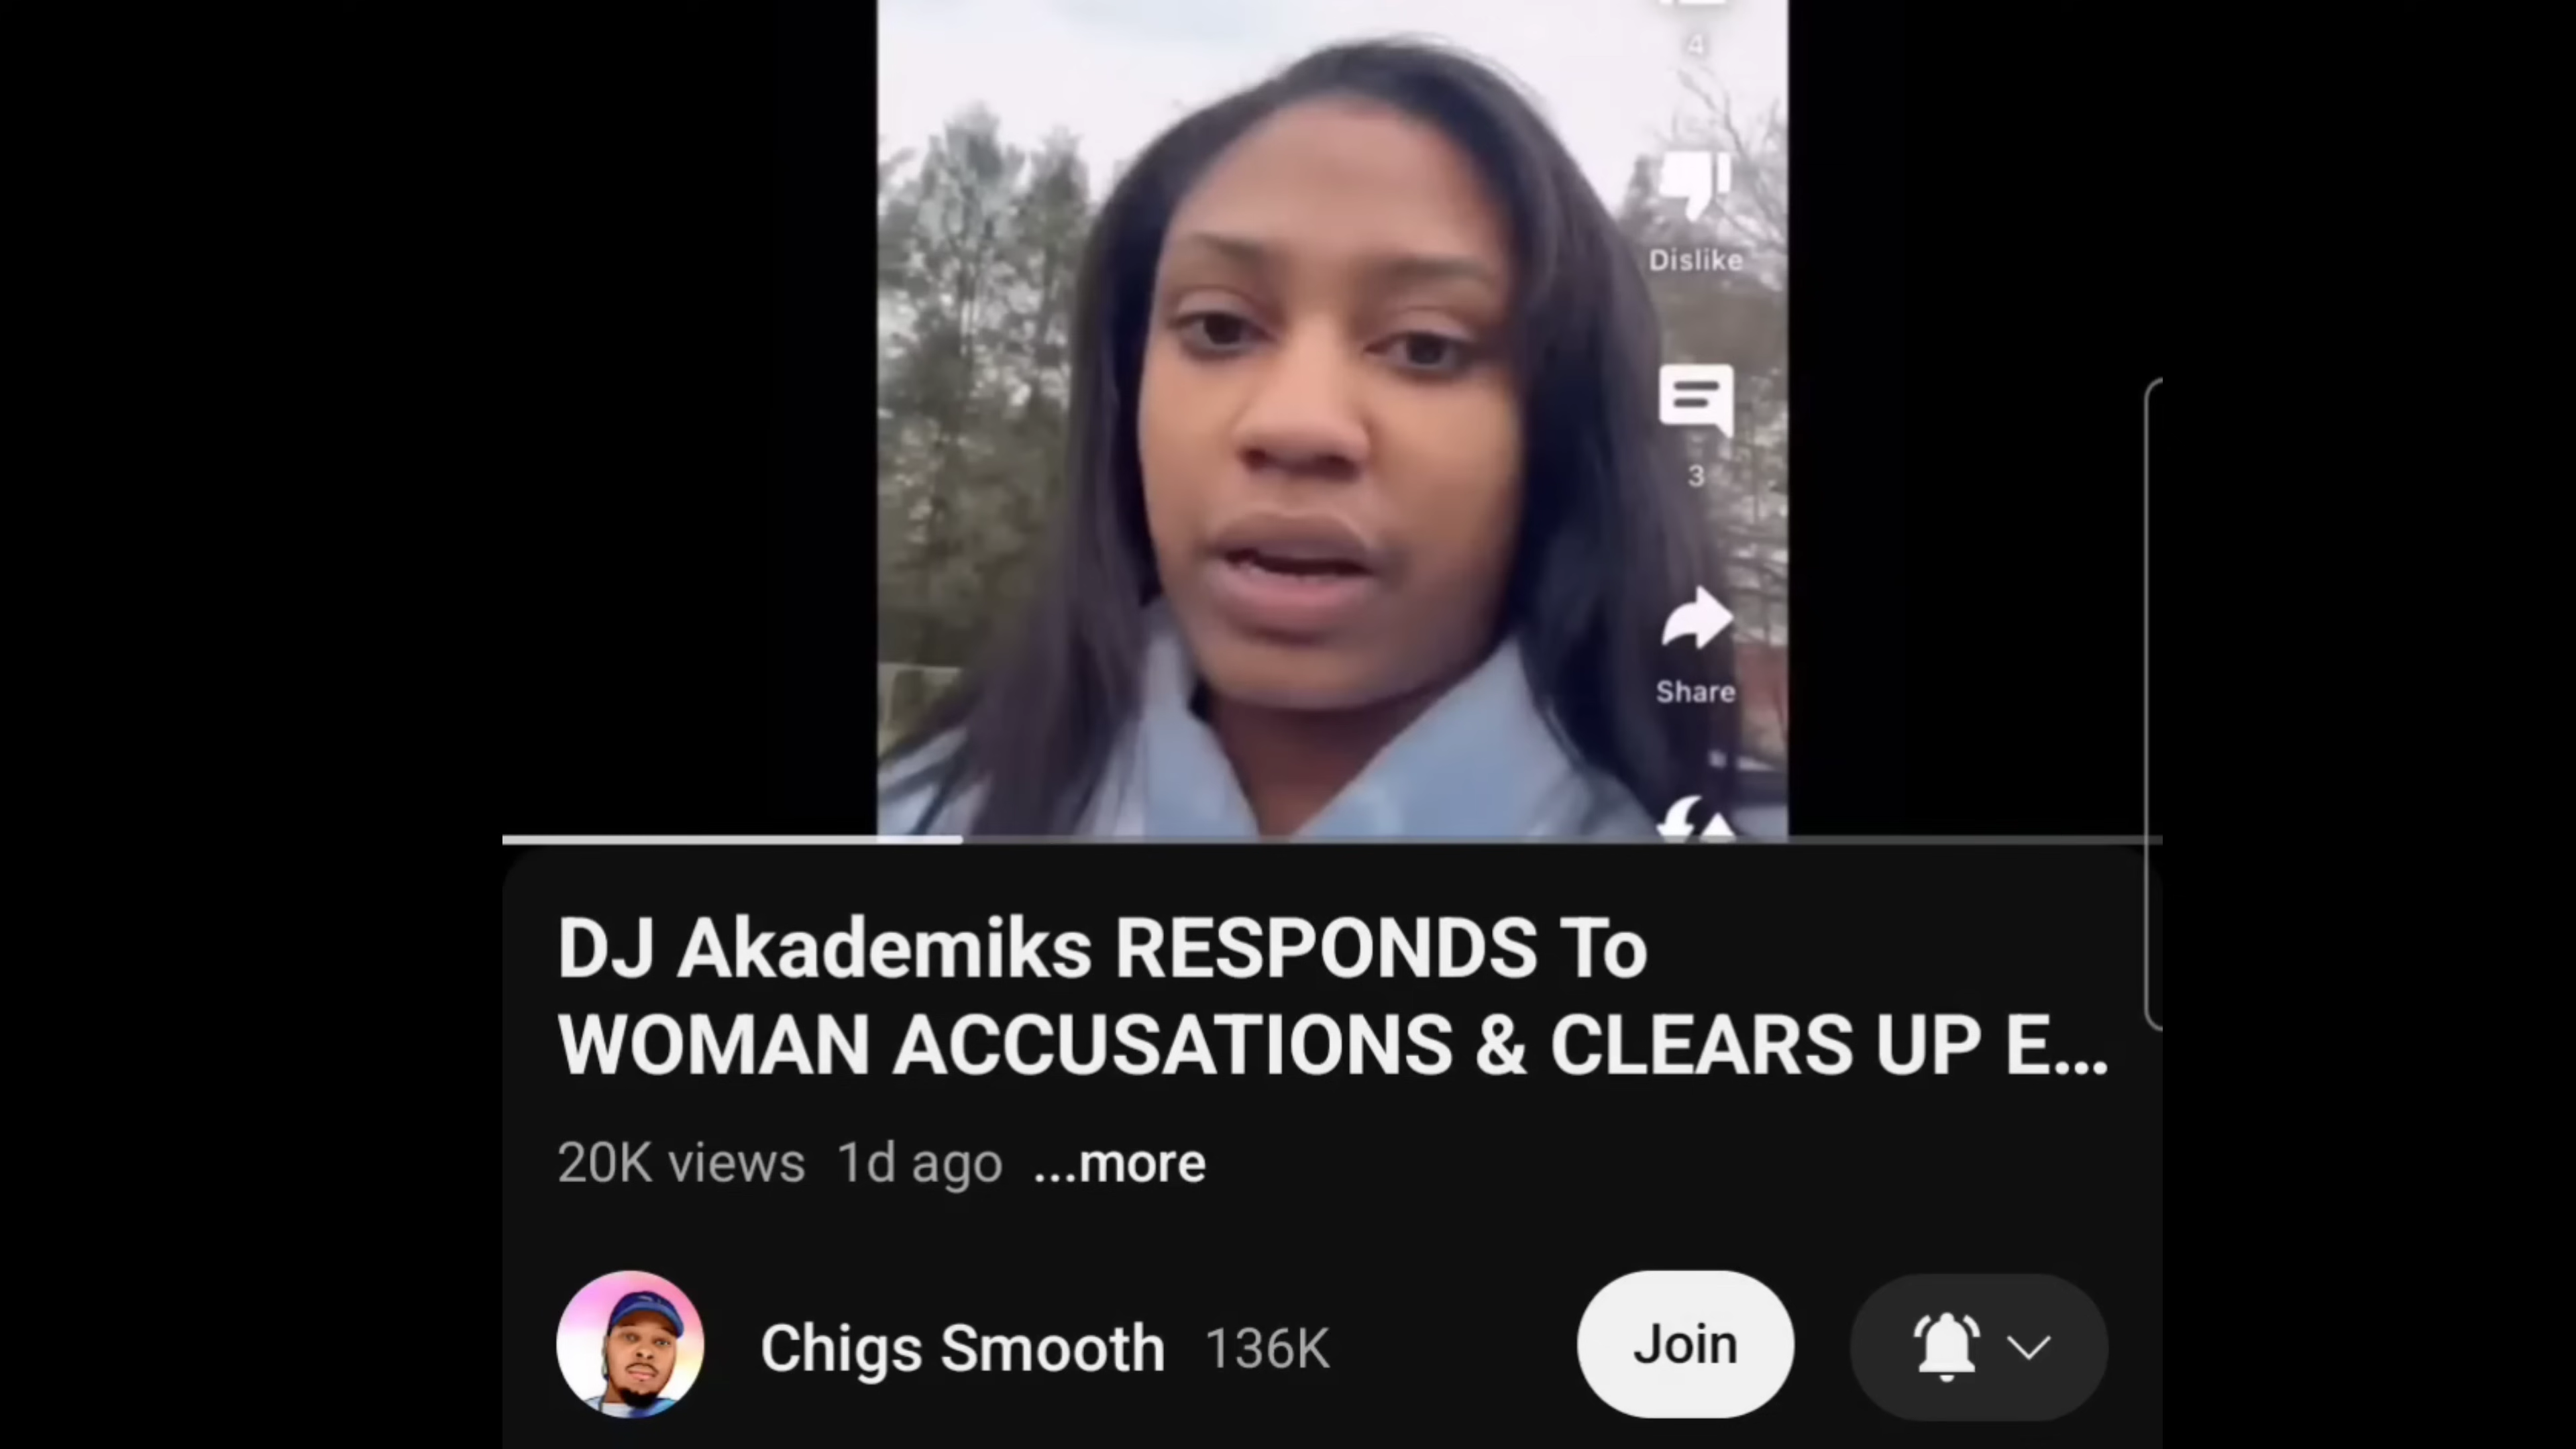 4
Dislike
3
Share
DJ Akademiks RESPONDS To
WOMAN ACCUSATIONS & CLEARS UP E...
20K views 1d ago ...more
Chigs Smooth 136K
Join